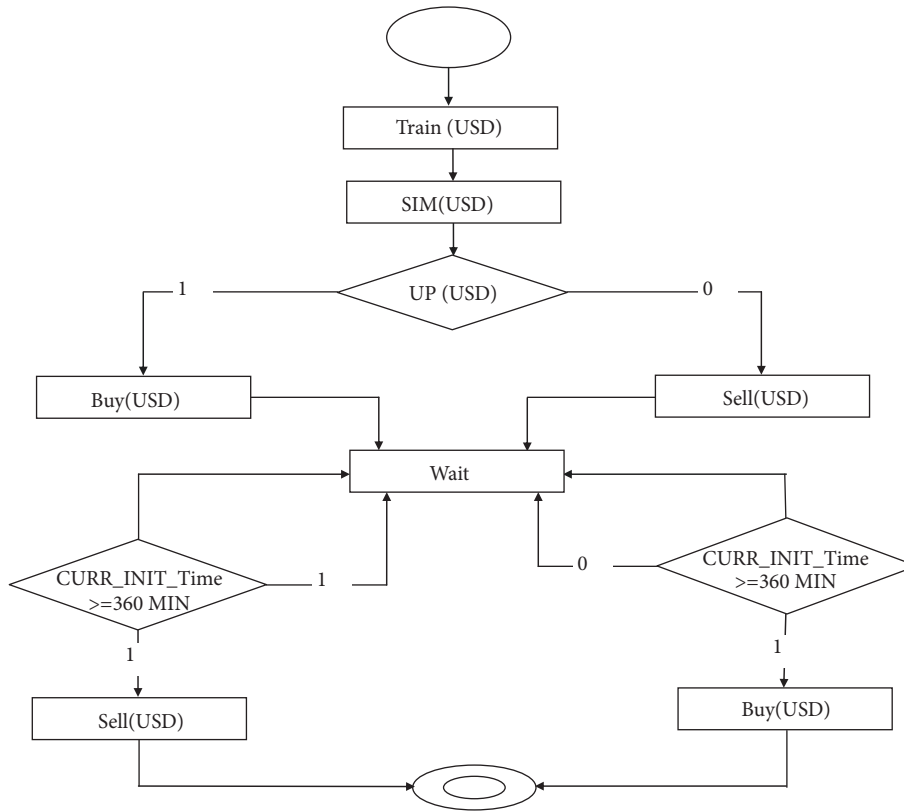 Train (USD)
SIM(USD)
UP (USD)
1
0
Buy(USD)
Sell(USD)
Wait
CURR_INIT_Time
>=360 MIN
1
0
CURR_INIT_Time
>=360 MIN
1
1
Sell(USD)
Buy(USD)